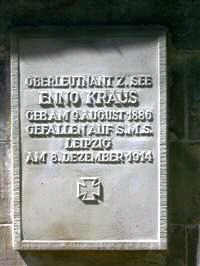 OBERLEUTNANT Z. SEE
ENNO KRAUS
GEB. AM 9. AUGUST 1886
GEFALLEN AUF S.M.S.
LEIPZIG
AM 8. DEZEMBER 1914